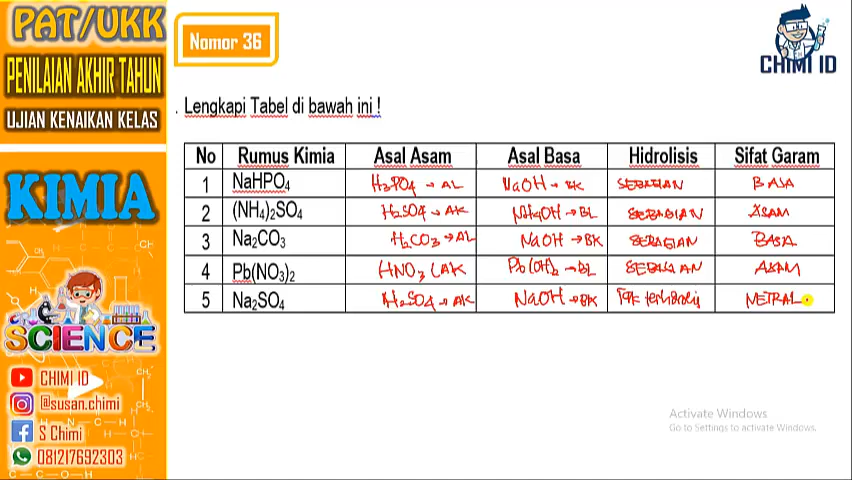 PAT/UKK
PENILAIAN AKHIR TAHUN
UJIAN KENAIKAN KELAS
Nomor 36
CHIMI ID
. Lengkapi Tabel di bawah ini !
No Rumus Kimia Asal Asam Asal Basa Hidrolisis Sifat Garam
1 NaHPO₄ H₃PO₄ → AL NaOH → BK SEBAGIAN BASA
2 (NH₄)₂SO₄ H₂SO₄ → AK NH₄OH → BL SEBAGIAN ASAM
3 Na₂CO₃ H₂CO₃ → AL NaOH → BK SEBAGIAN BASA
4 Pb(NO₃)₂ HNO₃ (AK Pb(OH)₂ → BL SEBAGIAN ASAM
5 Na₂SO₄ H₂SO₄ → AK NaOH → BK NETRAL
KIMIA
SCIENCE
CHIMI ID
@susan.chimi
S Chimi
081217692303
Activate Windows
Go to Settings to activate Windows.